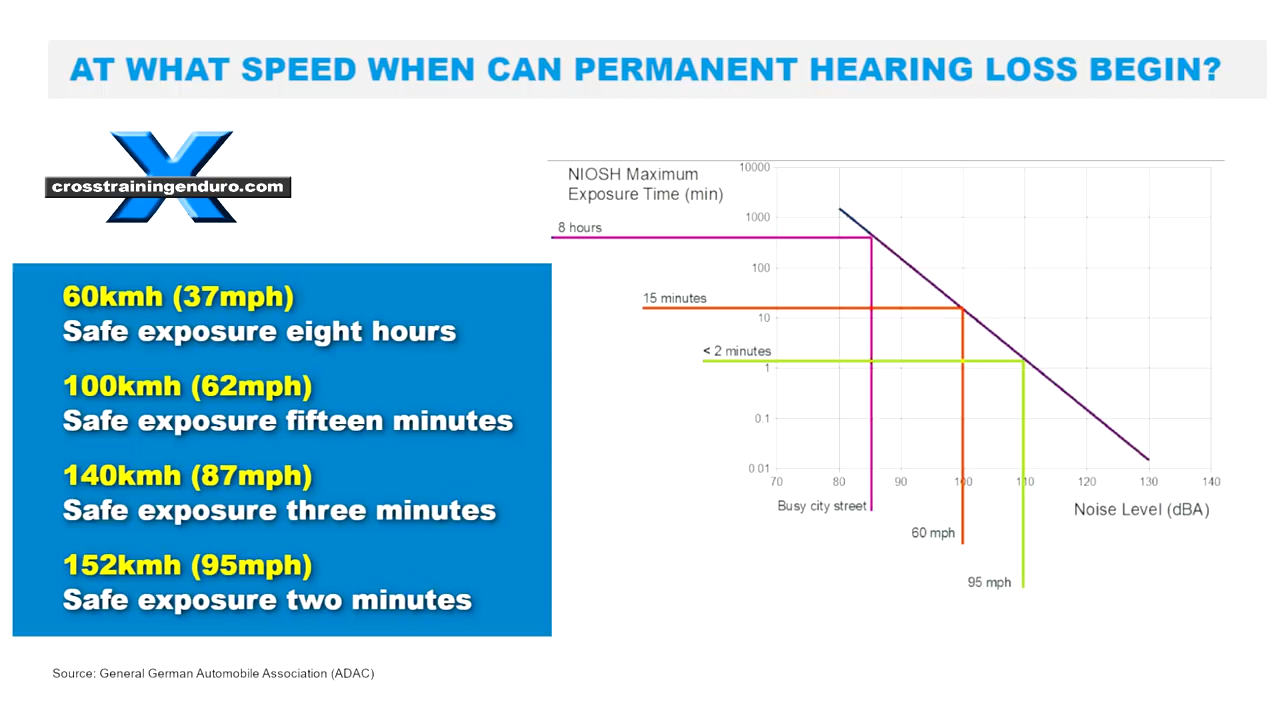 AT WHAT SPEED WHEN CAN PERMANENT HEARING LOSS BEGIN?
crosstrainingenduro.com
60kmh (37mph)
Safe exposure eight hours
100kmh (62mph)
Safe exposure fifteen minutes
140kmh (87mph)
Safe exposure three minutes
152kmh (95mph)
Safe exposure two minutes
NIOSH Maximum
Exposure Time (min)
10000
8 hours
1000
100
15 minutes
10
< 2 minutes
1
0.1
0.01
70 80 90 100 110 120 130 140
Busy city street
Noise Level (dBA)
60 mph
95 mph
Source: General German Automobile Association (ADAC)